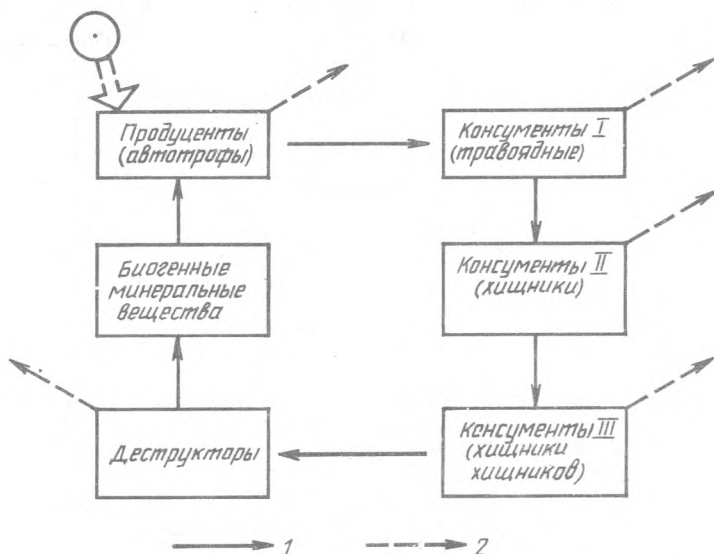 Продуценты
(автотрофы)
Консументы I
(травоядные)
Биогенные
минеральные
вещества
Консументы II
(хищники)
Деструкторы
Консументы III
(хищники
хищников)
1
2